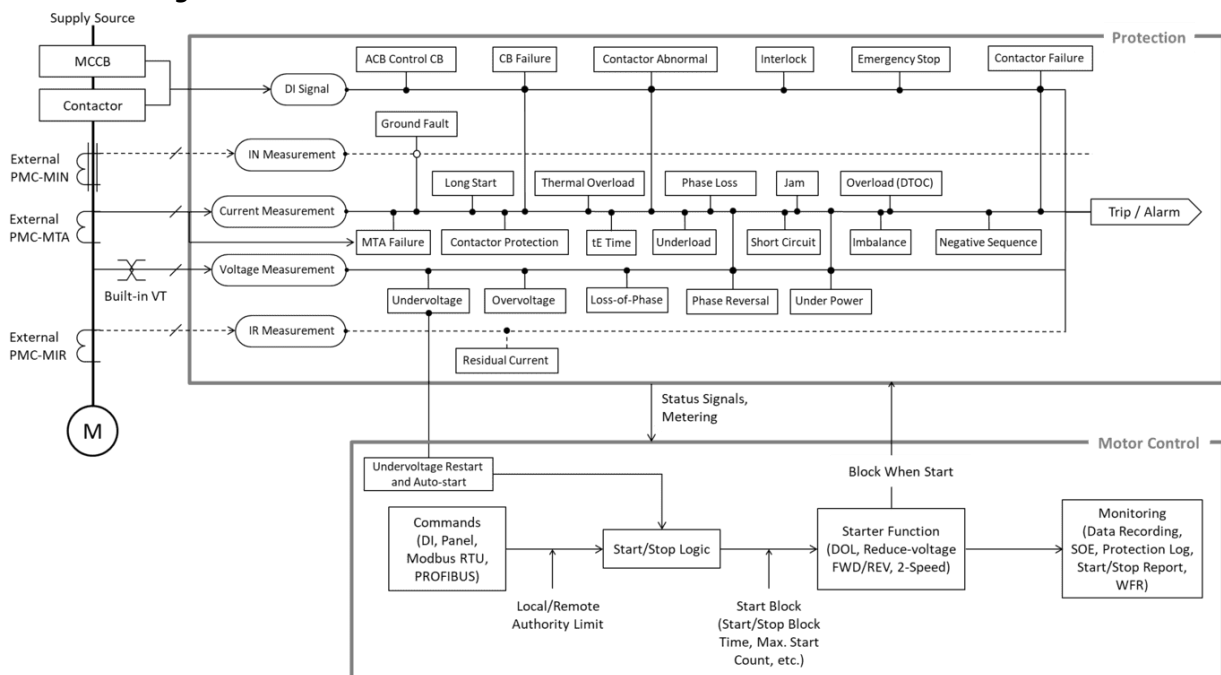 Supply Source
MCCB
Contactor
External
PMC-MIN
External
PMC-MTA
Built-in VT
External
PMC-MIR
M
Protection
ACB Control CB
CB Failure
Contactor Abnormal
Interlock
Emergency Stop
Contactor Failure
DI Signal
Ground Fault
IN Measurement
Long Start
Thermal Overload
Phase Loss
Jam
Overload (DTOC)
Current Measurement
Trip / Alarm
MTA Failure
Contactor Protection
tE Time
Underload
Short Circuit
Imbalance
Negative Sequence
Voltage Measurement
Undervoltage
Overvoltage
Loss-of-Phase
Phase Reversal
Under Power
IR Measurement
Residual Current
Status Signals,
Metering
Motor Control
Undervoltage Restart
and Auto-start
Block When Start
Commands
(DI, Panel,
Modbus RTU,
PROFIBUS)
Start/Stop Logic
Starter Function
(DOL, Reduce-voltage
FWD/REV, 2-Speed)
Monitoring
(Data Recording,
SOE, Protection Log,
Start/Stop Report,
WFR)
Local/Remote
Authority Limit
Start Block
(Start/Stop Block
Time, Max. Start
Count, etc.)